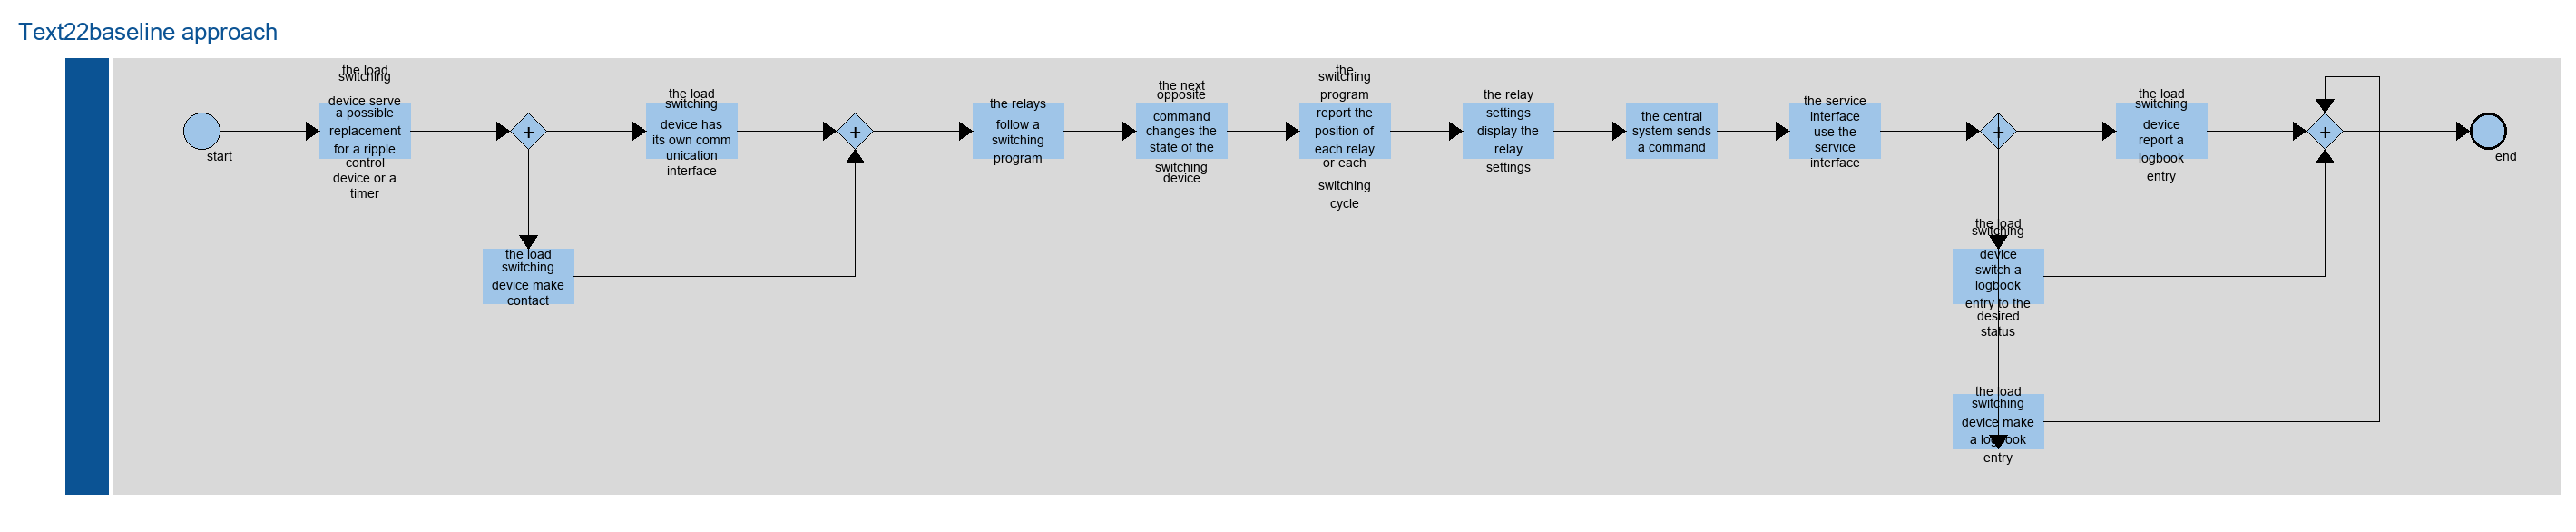 Text22baseline approach
start
the load
switching
device serve
a possible
replacement
for a ripple
control
device or a
timer
+
the load
switching
device has
its own comm
unication
interface
the load
switching
device make
contact
+
the relays
follow a
switching
program
the next
opposite
command
changes the
state of the
switching
device
the
switching
program
report the
position of
each relay
or each
switching
cycle
the relay
settings
display the
relay
settings
the central
system sends
a command
the service
interface
use the
service
interface
+
the load
switching
device
report a
logbook
entry
the load
switching
device
switch a
logbook
entry to the
desired
status
the load
switching
device make
a logbook
entry
+
end